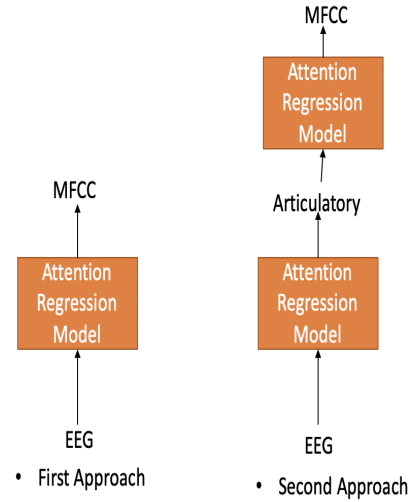 MFCC
Attention
Regression
Model
EEG
• First Approach
MFCC
Attention
Regression
Model
Articulatory
Attention
Regression
Model
EEG
• Second Approach